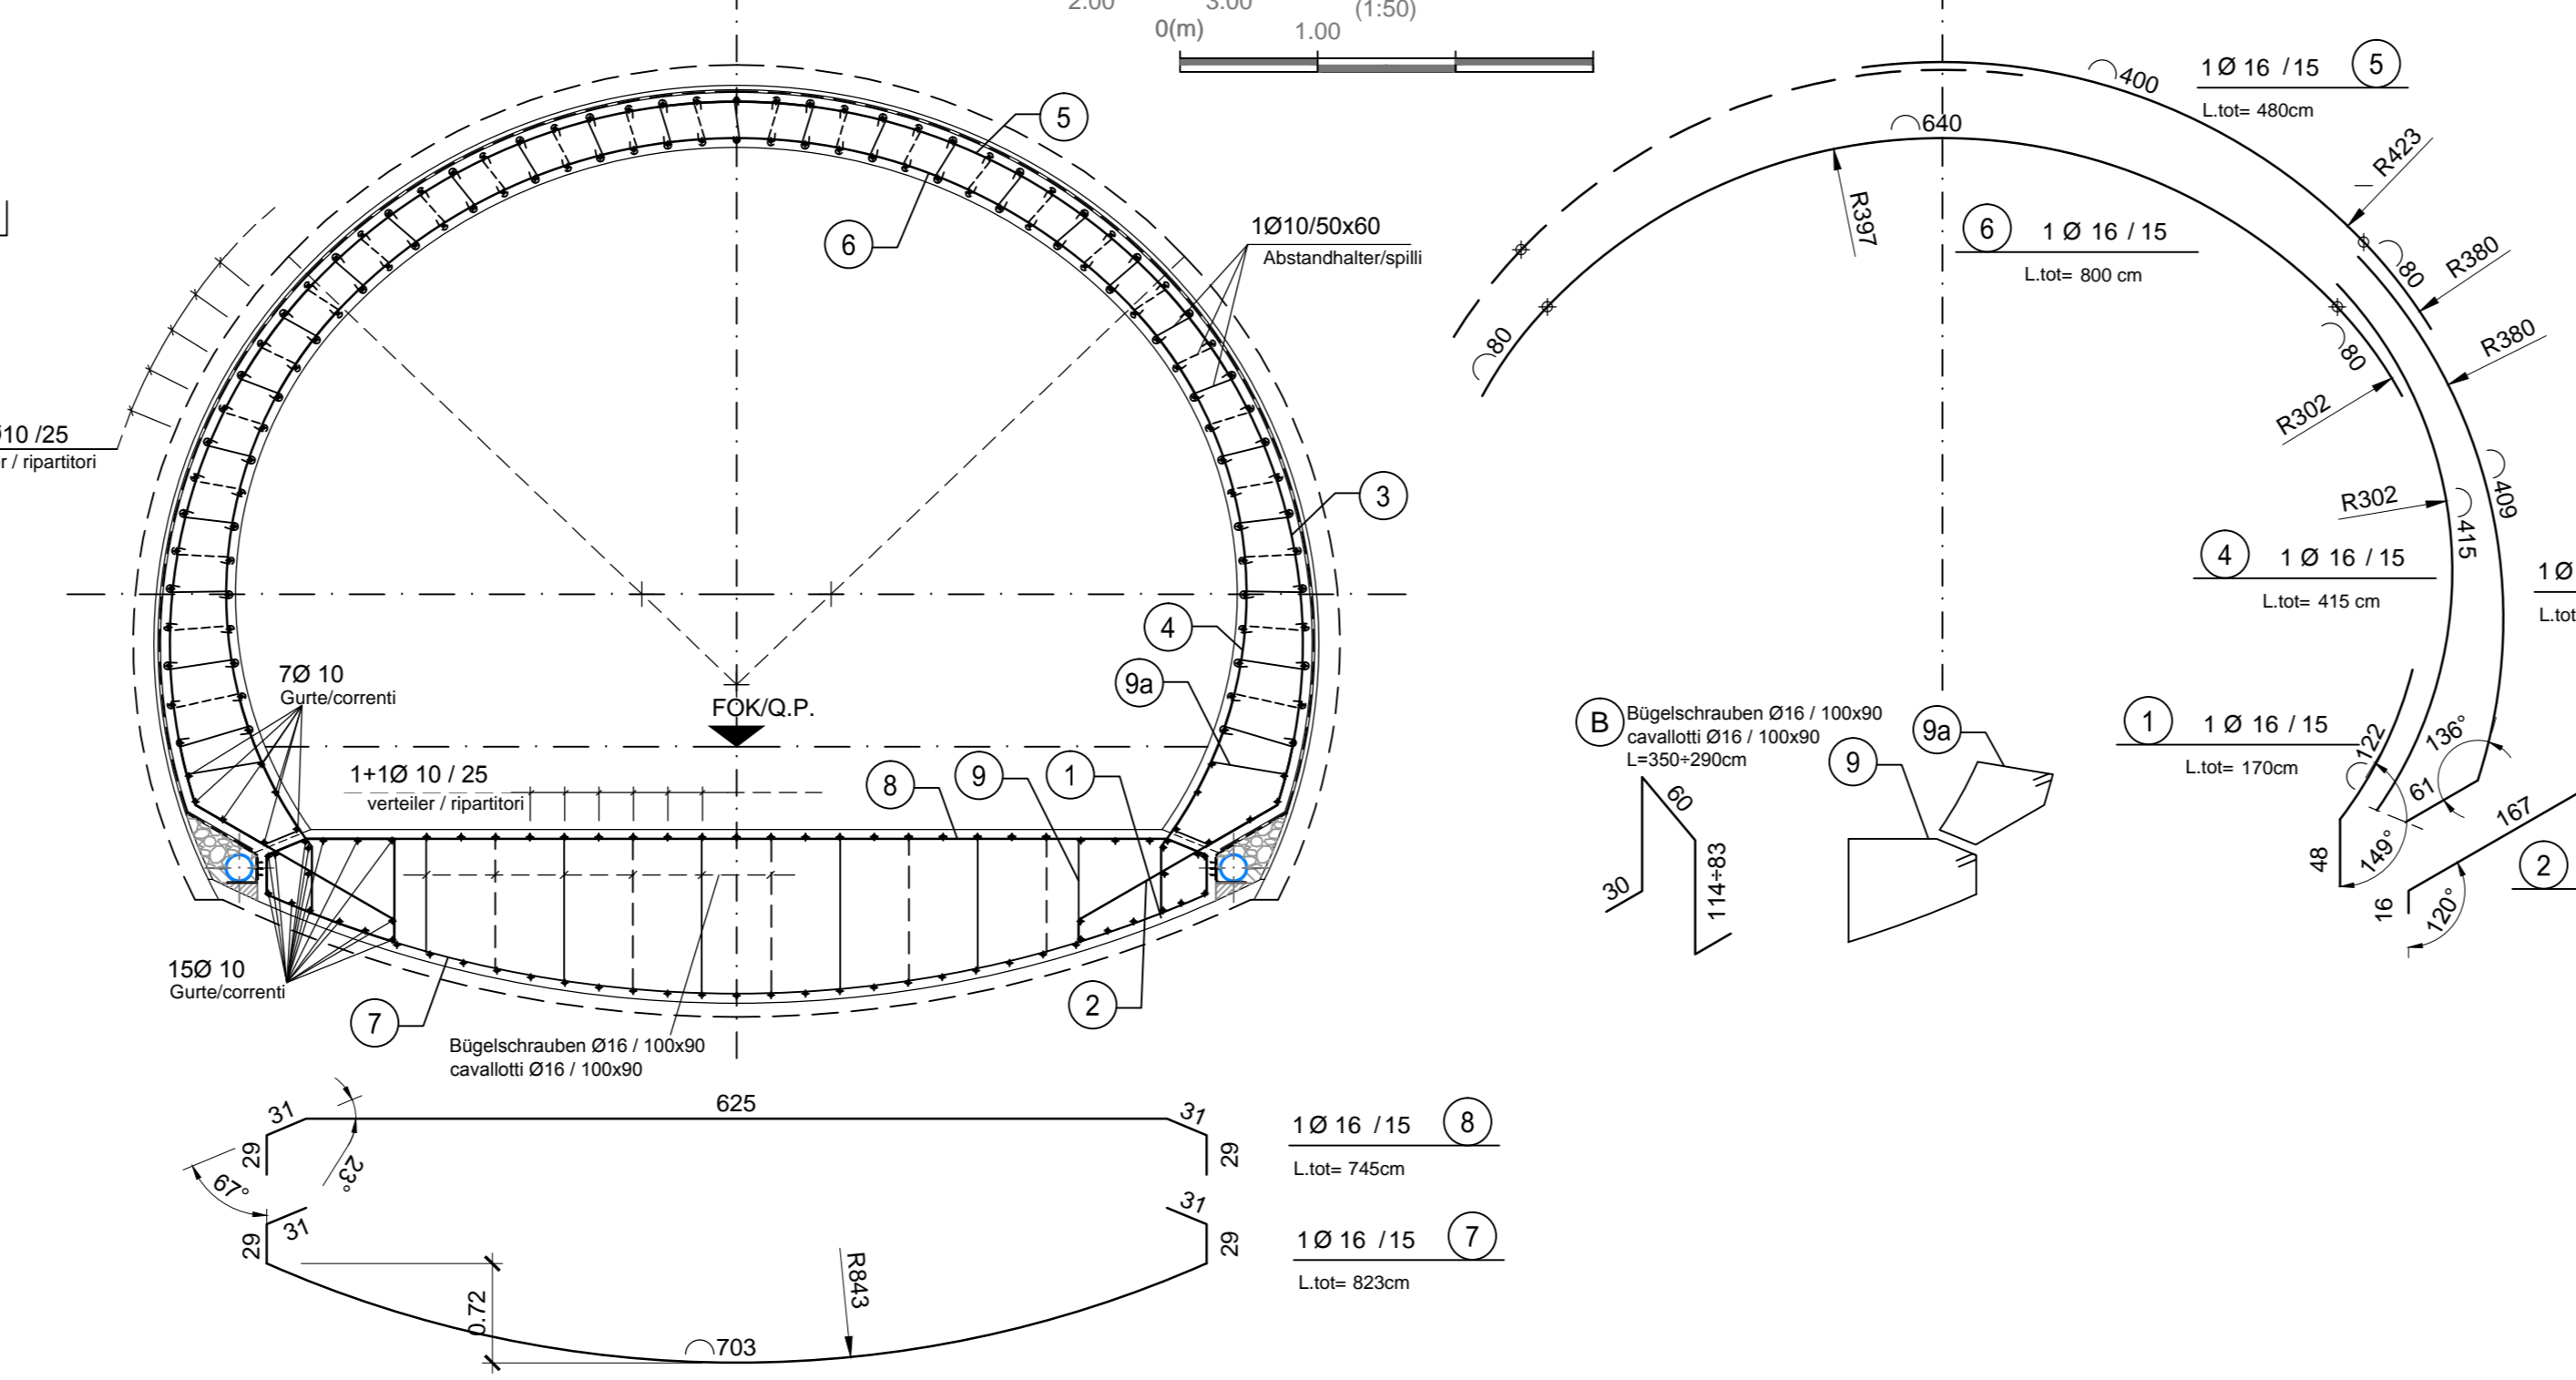 2.00 3.00 (1:50)
0(m) 1.00
5
6
1Ø10/50x60
Abstandhalter/spilli
Ø10 /25
/ ripartitori
3
4
9a
7Ø 10
Gurte/correnti
FOK/Q.P.
1+1Ø 10 / 25
verteiler / ripartitori
8
9
1
15Ø 10
Gurte/correnti
7
2
Bügelschrauben Ø16 / 100x90
cavallotti Ø16 / 100x90
31
625
31
29
29
23°
67°
1Ø 16 /15 8
L.tot= 745cm
31
31
29
29
0.72
R843
703
1Ø 16 /15 7
L.tot= 823cm
400
1Ø 16 /15 5
L.tot= 480cm
640
R423
R397
6 1 Ø 16 / 15
L.tot= 800 cm
80
R380
80
R380
80
R302
R302
409
415
4 1 Ø 16 / 15
L.tot= 415 cm
1Ø
L.tot
B
Bügelschrauben Ø16 / 100x90
cavallotti Ø16 / 100x90
L=350÷290cm
60
30
114÷83
9
9a
1 1 Ø 16 / 15
L.tot= 170cm
122
136°
61
167
48
149°
16
120°
2